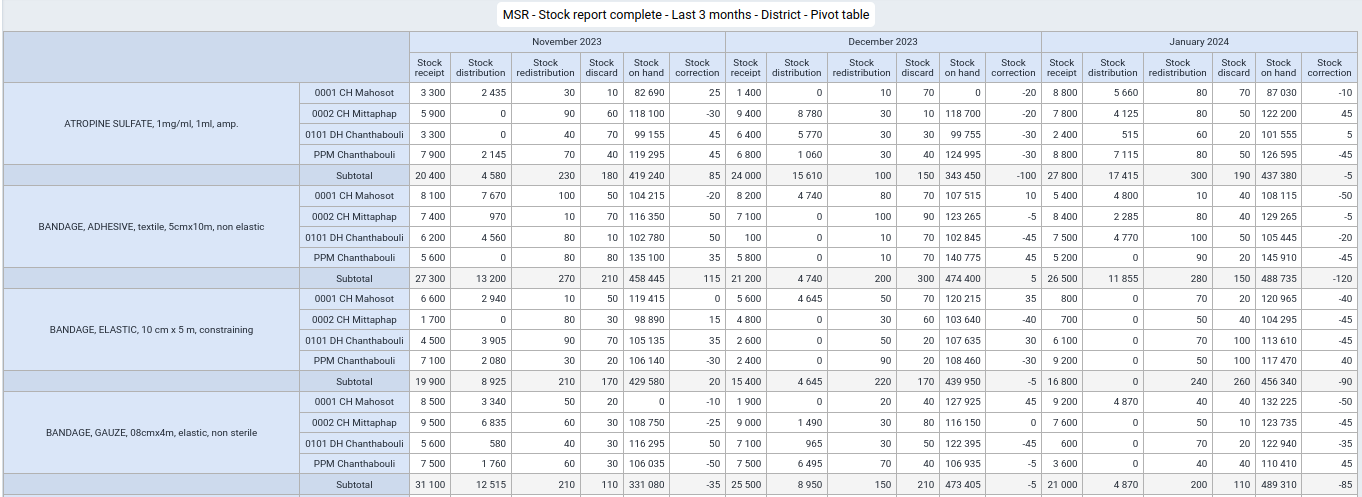 MSR - Stock report complete - Last 3 months - District - Pivot table
November 2023 December 2023 January 2024
Stock receipt Stock distribution Stock redistribution Stock discard Stock on hand Stock correction Stock receipt Stock distribution Stock redistribution Stock discard Stock on hand Stock correction Stock receipt Stock distribution Stock redistribution Stock discard Stock on hand Stock correction
ATROPINE SULFATE, 1mg/ml, 1ml, amp.
0001 CH Mahosot 3 300 2 435 30 10 82 690 25 1 400 0 10 70 0 -20 8 800 5 660 80 70 87 030 -10
0002 CH Mittaphap 5 900 0 90 60 118 100 -30 9 400 8 780 30 10 118 700 -20 7 800 4 125 80 50 122 200 45
0101 DH Chanthabouli 3 300 0 40 70 99 155 45 6 400 5 770 30 30 99 755 -30 2 400 515 60 20 101 555 5
PPM Chanthabouli 7 900 2 145 70 40 119 295 45 6 800 1 060 30 40 124 995 -30 8 800 7 115 80 50 126 595 -45
Subtotal 20 400 4 580 230 180 419 240 85 24 000 15 610 100 150 343 450 -100 27 800 17 415 300 190 437 380 -5
BANDAGE, ADHESIVE, textile, 5cmx10m, non elastic
0001 CH Mahosot 8 100 7 670 100 50 104 215 -20 8 200 4 740 80 70 107 515 10 5 400 4 800 10 40 108 115 -50
0002 CH Mittaphap 7 400 970 10 70 116 350 50 7 100 0 100 90 123 265 -5 8 400 2 285 80 40 129 265 -5
0101 DH Chanthabouli 6 200 4 560 80 10 102 780 50 100 0 10 70 102 845 -45 7 500 4 770 100 50 105 445 -20
PPM Chanthabouli 5 600 0 80 80 135 100 35 5 800 0 10 70 140 775 45 5 200 0 90 20 145 910 -45
Subtotal 27 300 13 200 270 210 458 445 115 21 200 4 740 200 300 474 400 5 26 500 11 855 280 150 488 735 -120
BANDAGE, ELASTIC, 10 cm x 5 m, constraining
0001 CH Mahosot 6 600 2 940 10 50 119 415 0 5 600 4 645 50 70 120 215 35 800 0 70 20 120 965 -40
0002 CH Mittaphap 1 700 0 80 30 98 890 15 4 800 0 30 60 103 640 -40 700 0 50 40 104 295 -45
0101 DH Chanthabouli 4 500 3 905 90 70 105 135 35 2 600 0 50 20 107 635 30 6 100 0 70 100 113 610 -45
PPM Chanthabouli 7 100 2 080 30 20 106 140 -30 2 400 0 90 20 108 460 -30 9 200 0 50 100 117 470 40
Subtotal 19 900 8 925 210 170 429 580 20 15 400 4 645 220 170 439 950 -5 16 800 0 240 260 456 340 -90
BANDAGE, GAUZE, 08cmx4m, elastic, non sterile
0001 CH Mahosot 8 500 3 340 50 20 0 -10 1 900 0 20 40 127 925 45 9 200 4 870 40 40 132 225 -50
0002 CH Mittaphap 9 500 6 835 60 30 108 750 -25 9 000 1 490 30 80 116 150 0 7 600 0 50 10 123 735 -45
0101 DH Chanthabouli 5 600 580 40 30 116 295 50 7 100 965 30 50 122 395 -45 600 0 70 20 122 940 -35
PPM Chanthabouli 7 500 1 760 60 30 106 035 -50 7 500 6 495 70 40 106 935 -5 3 600 0 40 40 110 410 45
Subtotal 31 100 12 515 210 110 331 080 -35 25 500 8 950 150 210 473 405 -5 21 000 4 870 200 110 489 310 -85